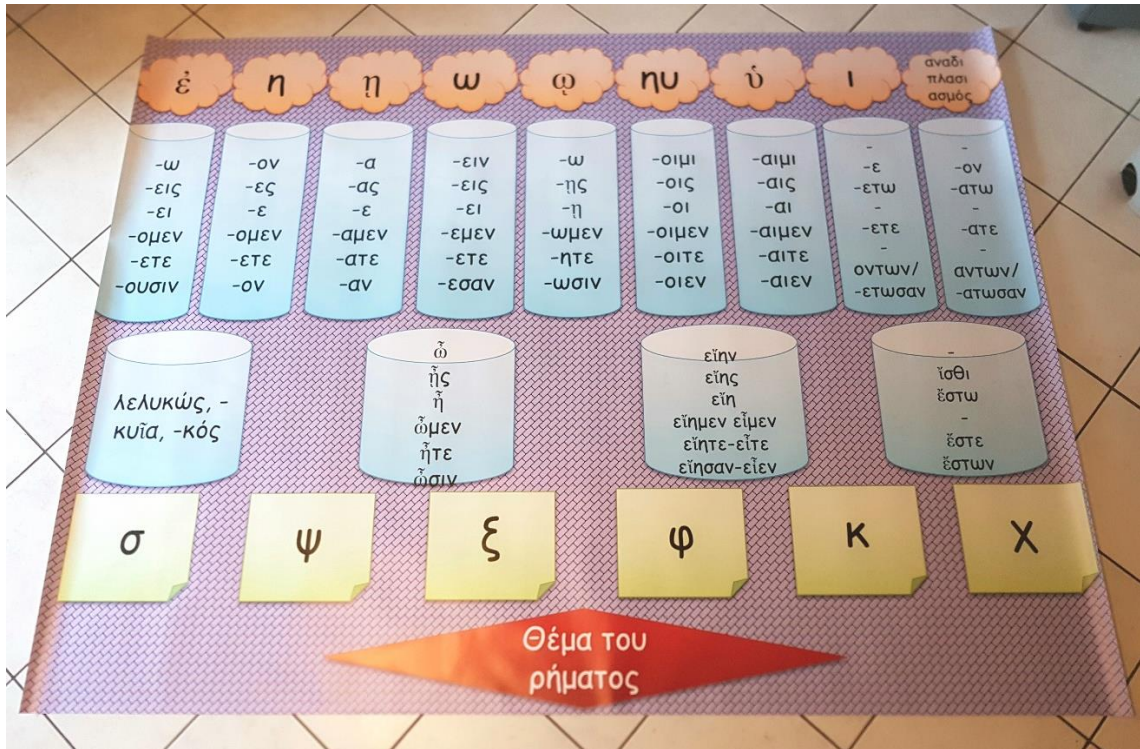 ἐ
η
ῃ
ω
ῳ
ηυ
ὑ
ι
αναδι
πλασι
ασμός
-ω
-εις
-ει
-ομεν
-ετε
-ουσιν
-ον
-ες
-ε
-ομεν
-ετε
-ον
-α
-ας
-ε
-αμεν
-ατε
-αν
-ειν
-εις
-ει
-εμεν
-ετε
-εσαν
-ω
-ῃς
-ῃ
-ωμεν
-ητε
-ωσιν
-οιμι
-οις
-οι
-οιμεν
-οιτε
-οιεν
-αιμι
-αις
-αι
-αιμεν
-αιτε
-αιεν
-
-ε
-ετω
-
-ετε
-
οντων/
-ετωσαν
-
-ον
-ατω
-
-ατε
-
αντων/
-ατωσαν
λελυκώς, -
κυῖα, -κός
ὦ
ᾖς
ᾖ
ὦμεν
ἦτε
ὦσιν
εἴην
εἴης
εἴη
εἴημεν εἶμεν
εἴητε-εἶτε
εἴησαν-εἶεν
-
ἴσθι
ἔστω
-
ἔστε
ἔστων
σ
ψ
ξ
φ
κ
χ
Θέμα του
ρήματος